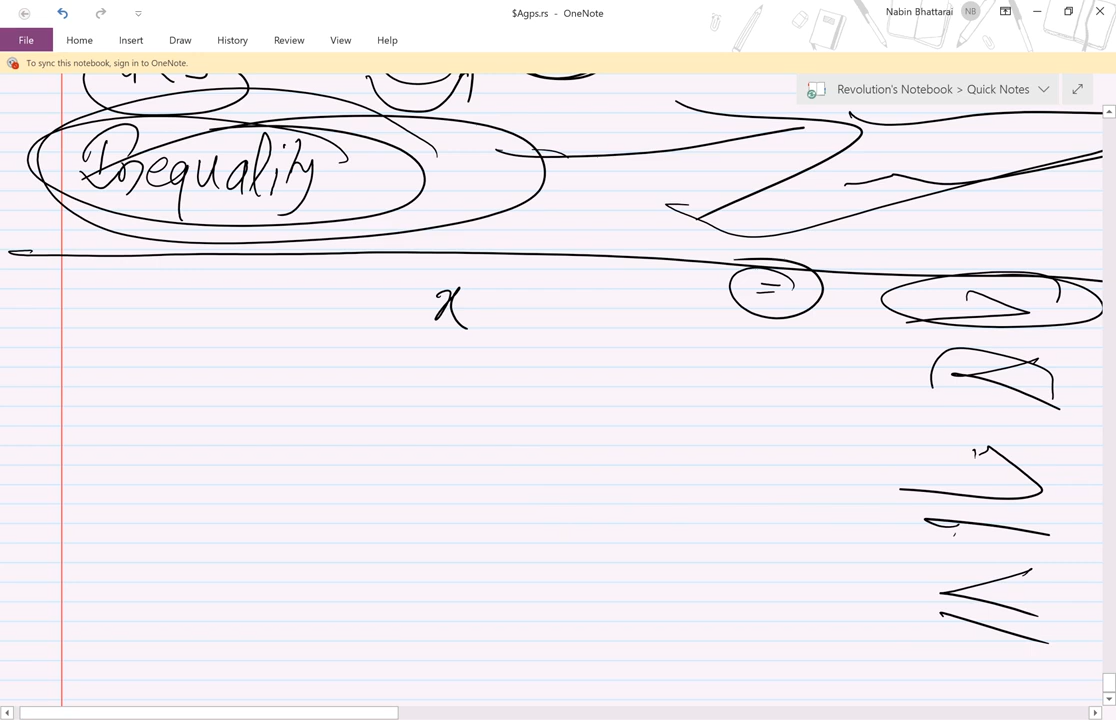 $Agps.rs - OneNote
Nabin Bhattarai NB
File Home Insert Draw History Review View Help
To sync this notebook, sign in to OneNote.
Revolution's Notebook > Quick Notes
Inequality
=
>
x
<
≥
≤